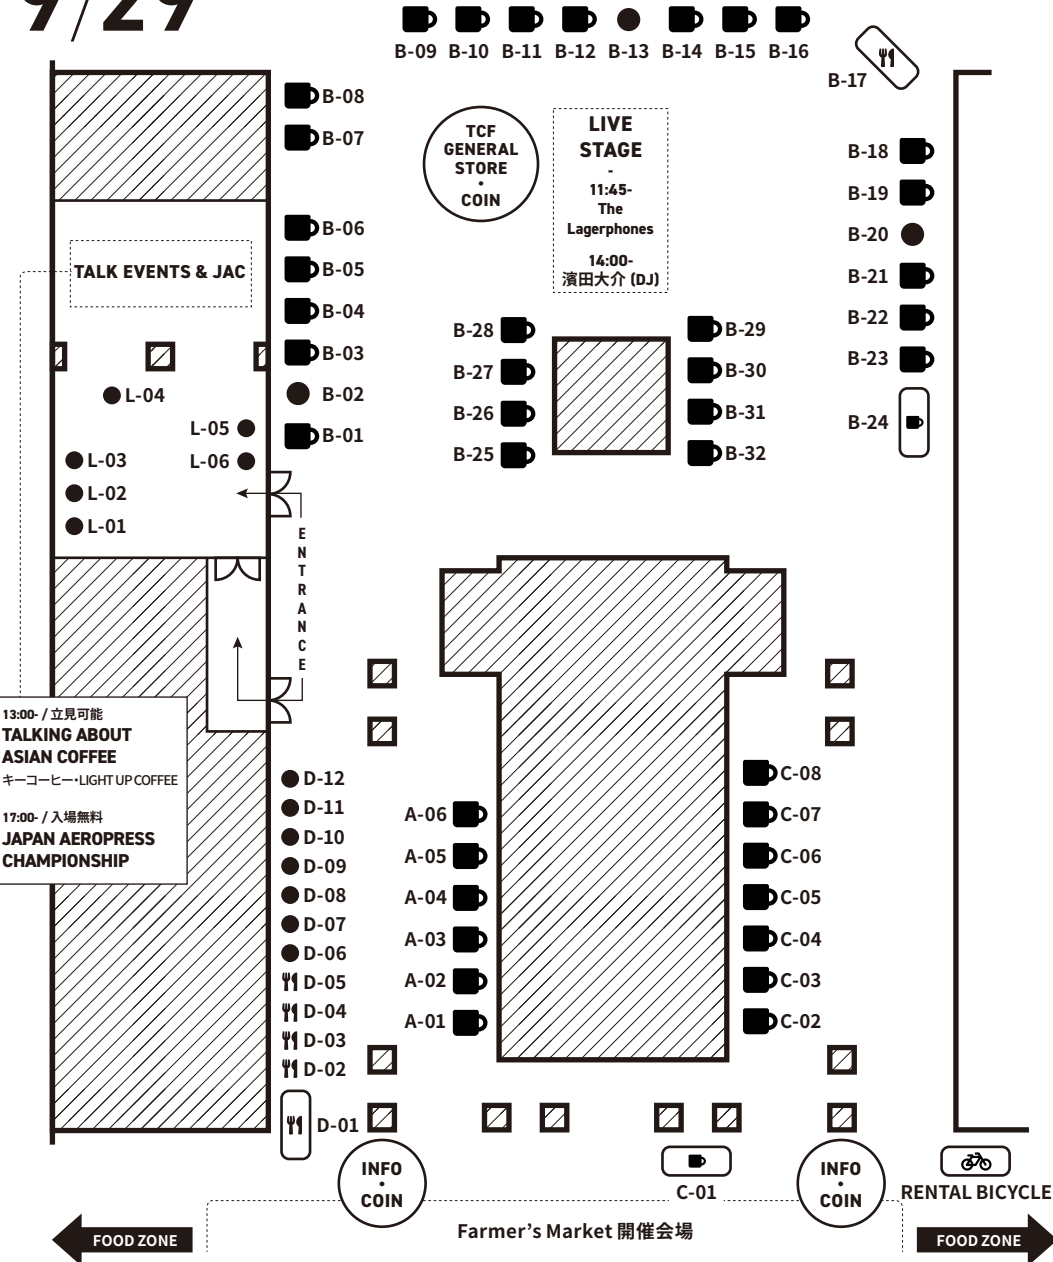 9/29
B-09 B-10 B-11 B-12 B-13 B-14 B-15 B-16
B-17
B-08
B-07
TCF
GENERAL
STORE
・
COIN
LIVE
STAGE
-
11:45-
The
Lagerphones
14:00-
濱田大介 (DJ)
B-18
B-19
B-20
B-21
B-22
B-23
B-24
B-06
B-05
B-04
B-03
B-02
B-01
TALK EVENTS & JAC
B-28
B-27
B-26
B-25
B-29
B-30
B-31
B-32
L-04
L-05
L-06
L-03
L-02
L-01
ENTRANCE
13:00- / 立見可能
TALKING ABOUT
ASIAN COFFEE
キーコーヒー・LIGHT UP COFFEE
17:00- / 入場無料
JAPAN AEROPRESS
CHAMPIONSHIP
D-12
D-11
D-10
D-09
D-08
D-07
D-06
D-05
D-04
D-03
D-02
D-01
A-06
A-05
A-04
A-03
A-02
A-01
C-08
C-07
C-06
C-05
C-04
C-03
C-02
INFO
・
COIN
C-01
INFO
・
COIN
RENTAL BICYCLE
FOOD ZONE
Farmer's Market 開催会場
FOOD ZONE